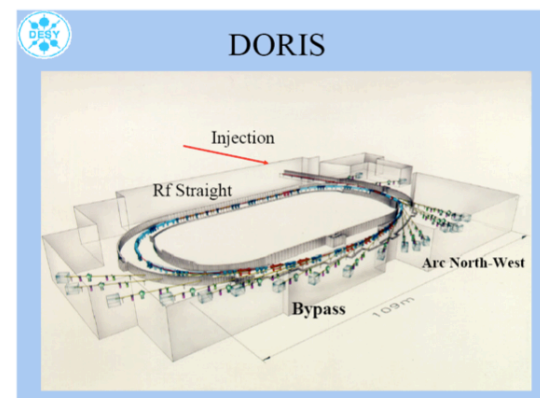 DESY
DORIS
Injection
Rf Straight
Arc North-West
Bypass
109m